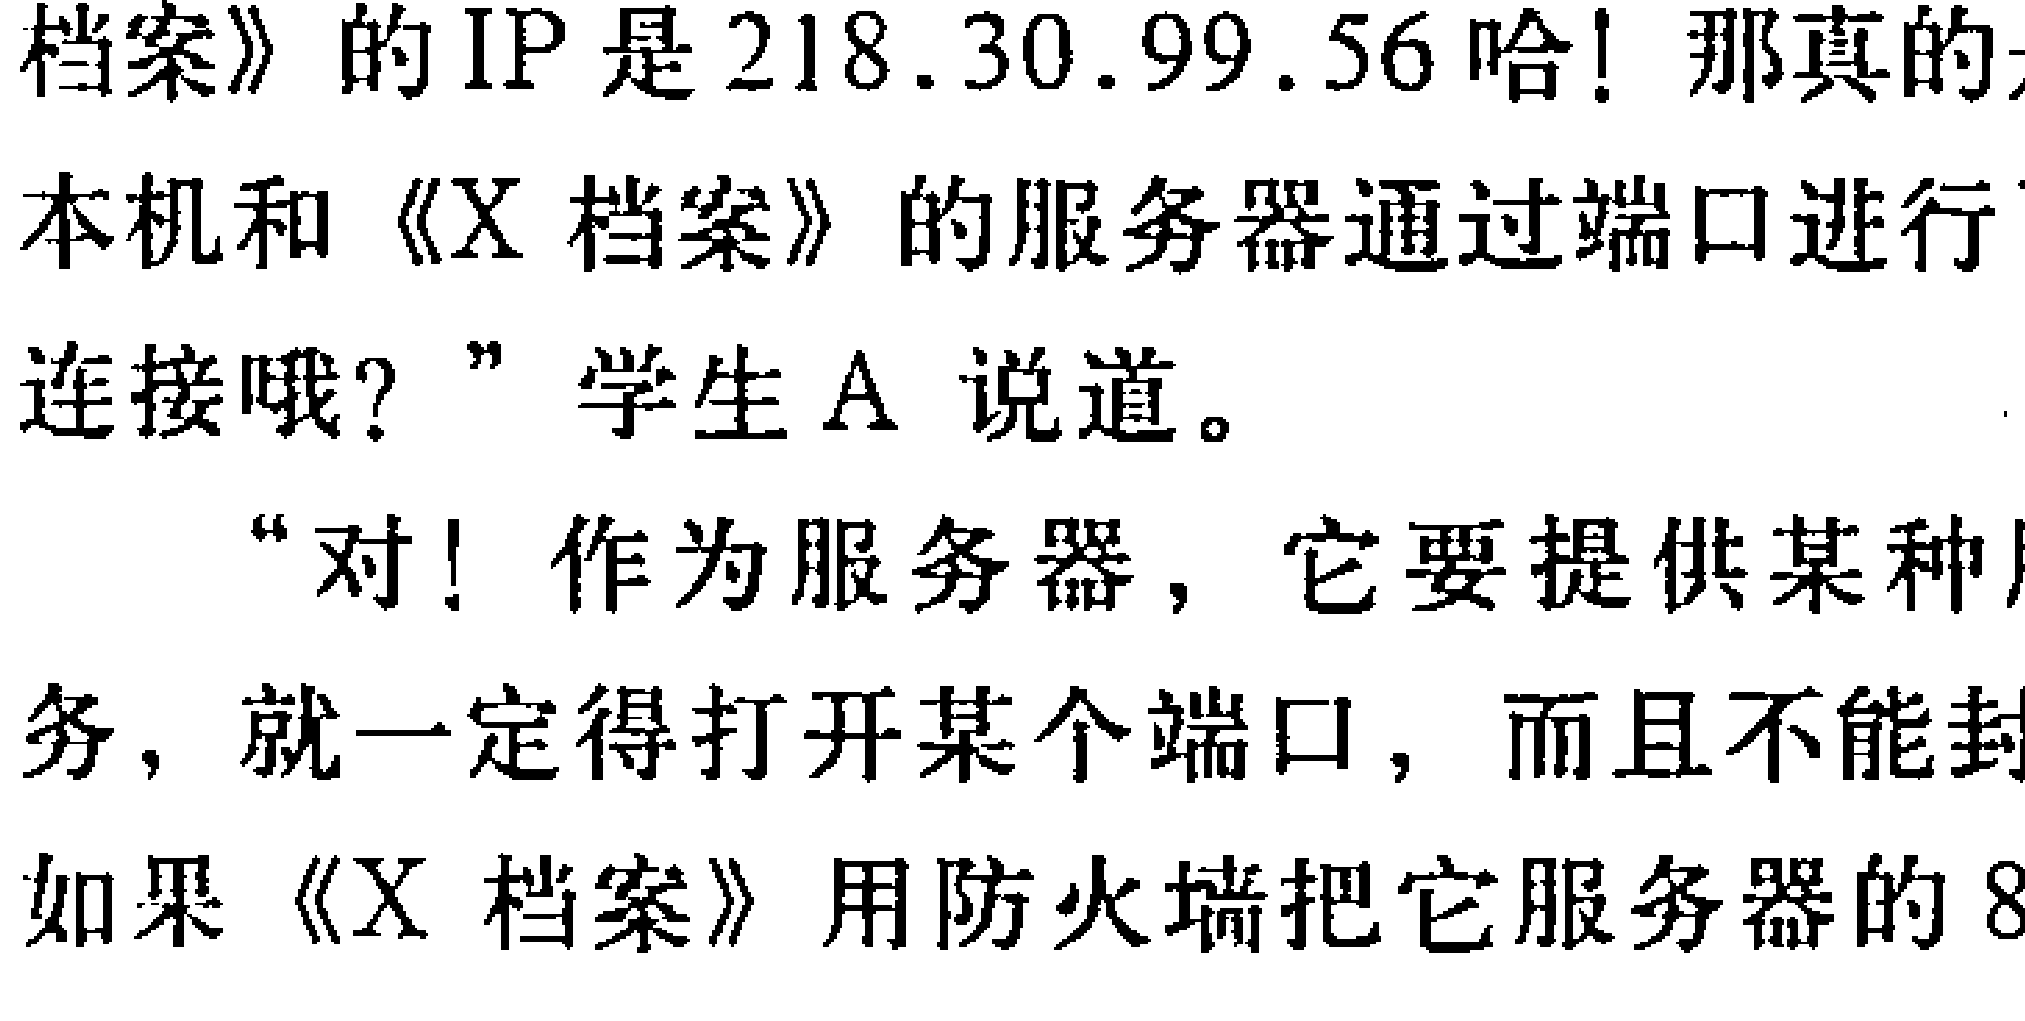 档案》的IP是218.30.99.56哈！那真的
本机和《X 档案》的服务器通过端口进行
连接哦？”学生A 说道。
“对！作为服务器，它要提供某种
务，就一定得打开某个端口，而且不能封
如果《X 档案》用防火墙把它服务器的8